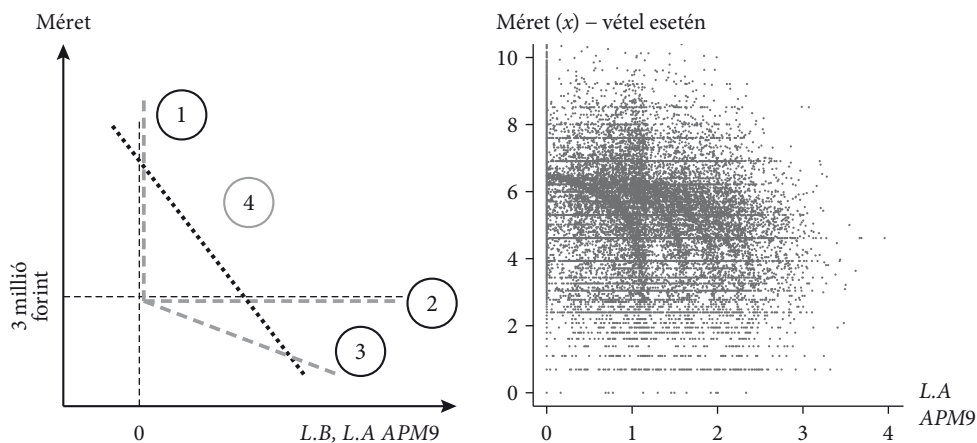 Méret
1
4
2
3
3 millió
forint
0
L.B, L.A APM9
Méret (x) – vétel esetén
10
8
6
4
2
0
0
1
2
3
4
L.A
APM9